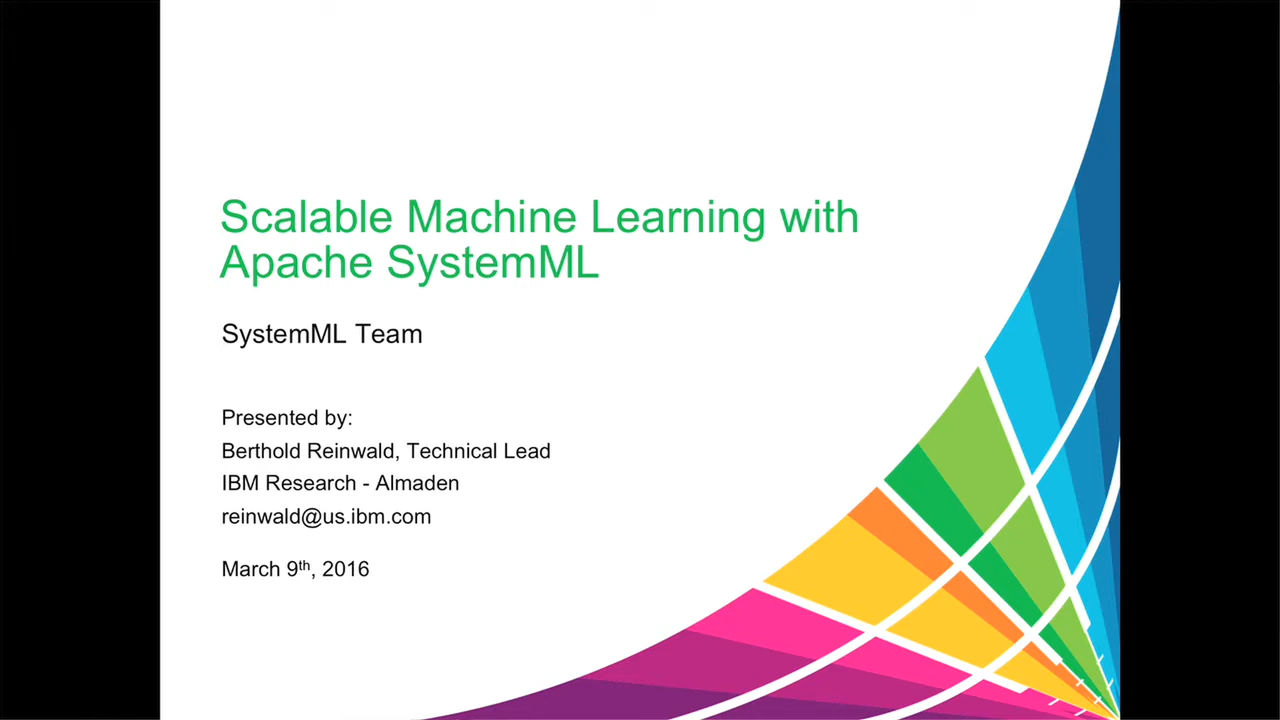 Scalable Machine Learning with
Apache SystemML
SystemML Team
Presented by:
Berthold Reinwald, Technical Lead
IBM Research - Almaden
reinwald@us.ibm.com
March 9th, 2016